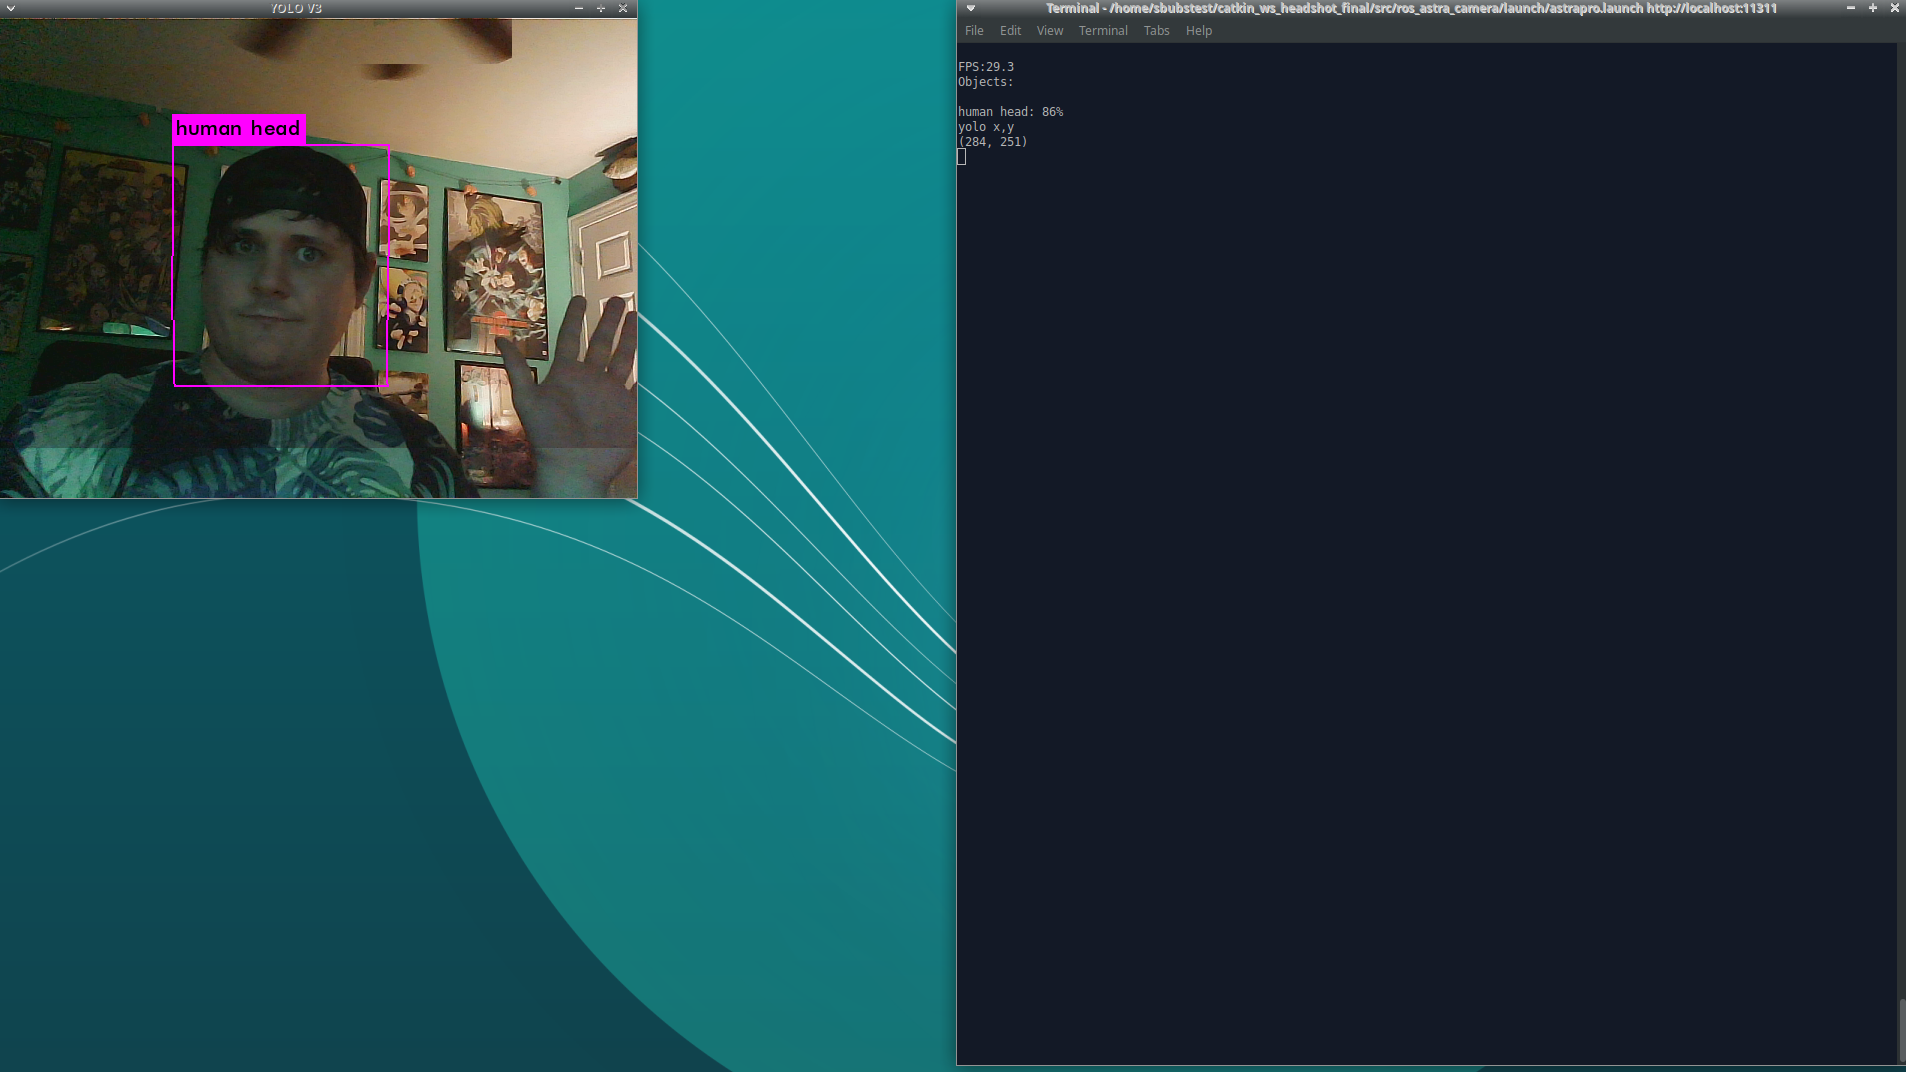 YOLO V3
human head
Terminal - /home/sbubstest/catkin_ws_headshot_final/src/ros_astra_camera/launch/astrapro.launch http://localhost:11311
File Edit View Terminal Tabs Help
FPS:29.3
Objects:
human head: 86%
yolo x,y
(284, 251)